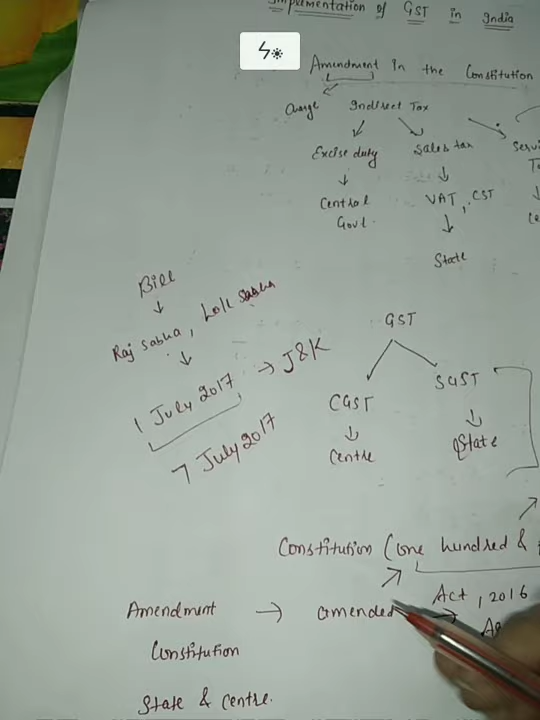 Implementation of GST in India
Amendment in the Constitution
Indirect Tax
Excise duty
Sales tax
Central
Govt.
VAT, CST
State
Bill
Raj sabha, Lok sabha
1 July 2017 → J&K
7 July 2017
GST
CGST
SGST
Centre
State
Constitution (one hundred &
Act, 2016
Amendment → amended →
Constitution
State & Centre.